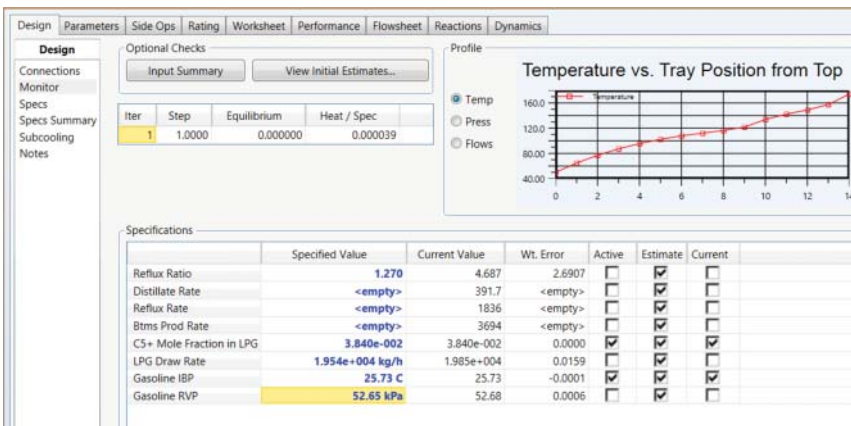 Design Parameters Side Ops Rating Worksheet Performance Flowsheet Reactions Dynamics
Design
Connections
Monitor
Specs
Specs Summary
Subcooling
Notes
Optional Checks
Input Summary View Initial Estimates...
Iter Step Equilibrium Heat / Spec
1 1.0000 0.000000 0.000039
Profile
Temp
Press
Flows
Temperature vs. Tray Position from Top
Temperature
160.0
120.0
80.00
40.00
0 2 4 6 8 10 12 14
Specifications
Specified Value Current Value Wt. Error Active Estimate Current
Reflux Ratio 1.270 4.687 2.6907
Distillate Rate <empty> 391.7 <empty>
Reflux Rate <empty> 1836 <empty>
Btms Prod Rate <empty> 3694 <empty>
C5+ Mole Fraction in LPG 3.840e-002 3.840e-002 0.0000
LPG Draw Rate 1.954e+004 kg/h 1.985e+004 0.0159
Gasoline IBP 25.73 C 25.73 -0.0001
Gasoline RVP 52.65 kPa 52.68 0.0006